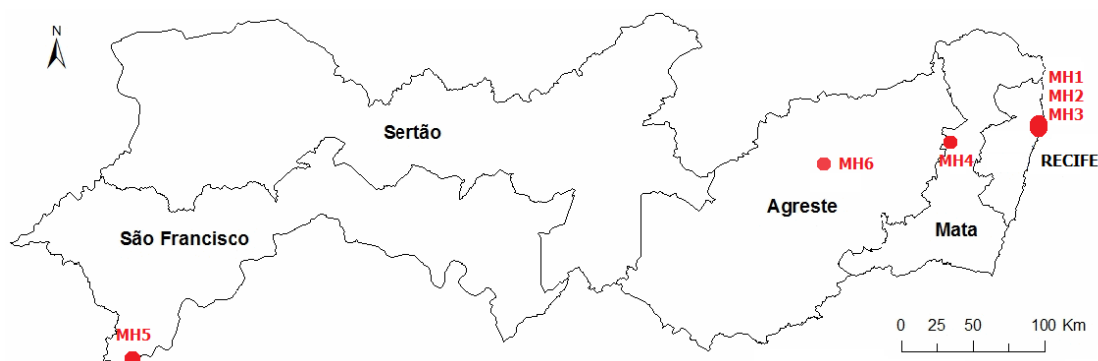 N
MH1
MH2
MH3
Sertão
RECIFE
MH4
MH6
Agreste
Mata
São Francisco
MH5
0 25 50 100 Km